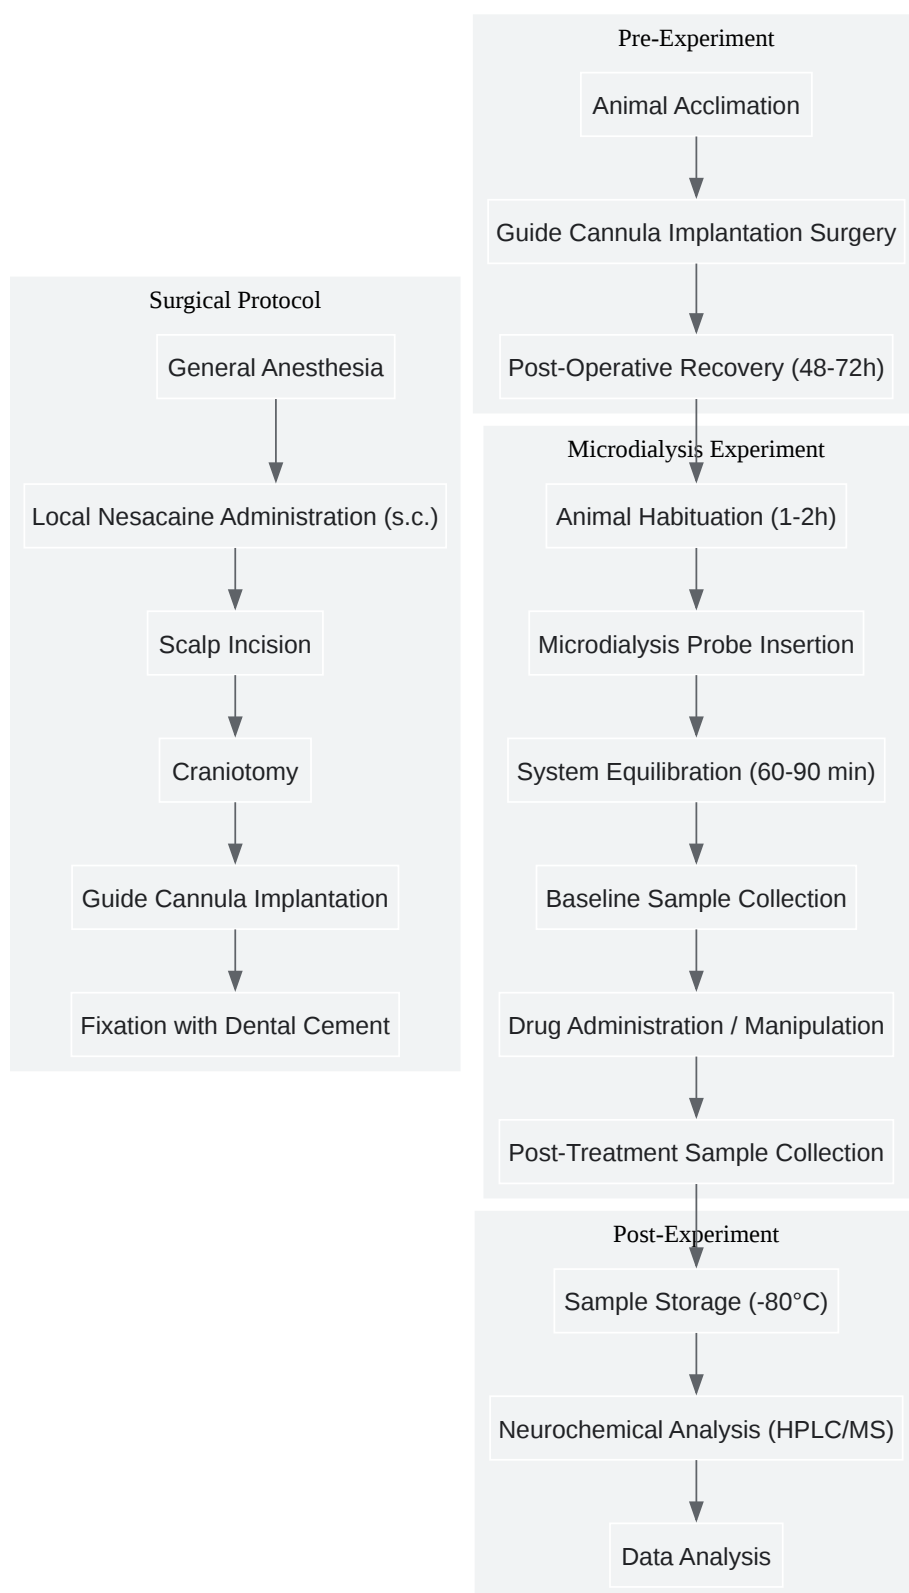 Pre-Experiment
Animal Acclimation
Guide Cannula Implantation Surgery
Post-Operative Recovery (48-72h)
Surgical Protocol
General Anesthesia
Local Nesacaine Administration (s.c.)
Scalp Incision
Craniotomy
Guide Cannula Implantation
Fixation with Dental Cement
Microdialysis Experiment
Animal Habituation (1-2h)
Microdialysis Probe Insertion
System Equilibration (60-90 min)
Baseline Sample Collection
Drug Administration / Manipulation
Post-Treatment Sample Collection
Post-Experiment
Sample Storage (-80°C)
Neurochemical Analysis (HPLC/MS)
Data Analysis